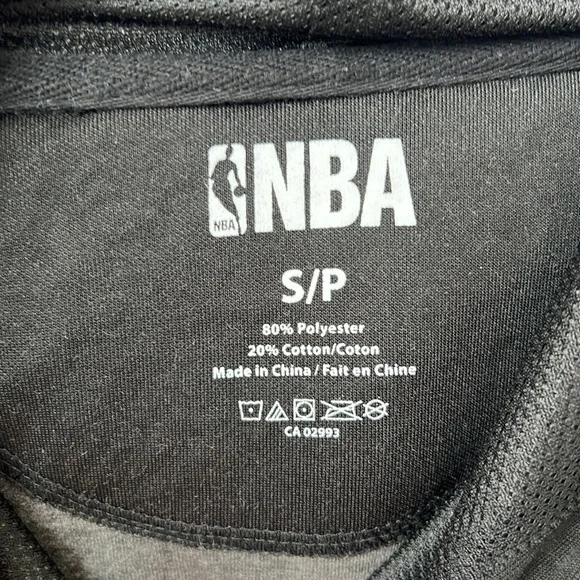 NBA
NBA
S/P
80% Polyester
20% Cotton/Coton
Made in China / Fait en Chine
CA 02993